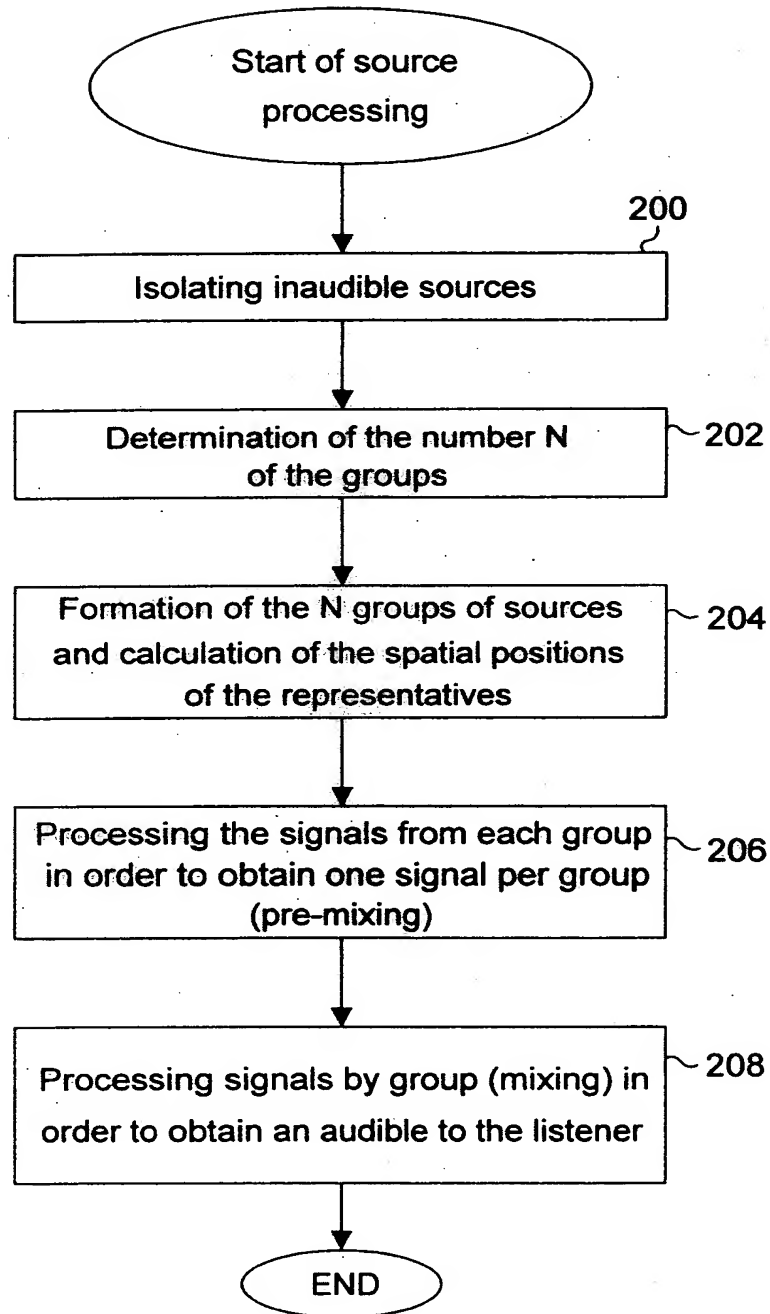 Start of source
processing
200
Isolating inaudible sources
Determination of the number N
of the groups
202
Formation of the N groups of sources
and calculation of the spatial positions
of the representatives
204
Processing the signals from each group
in order to obtain one signal per group
(pre-mixing)
206
Processing signals by group (mixing) in
order to obtain an audible to the listener
208
END